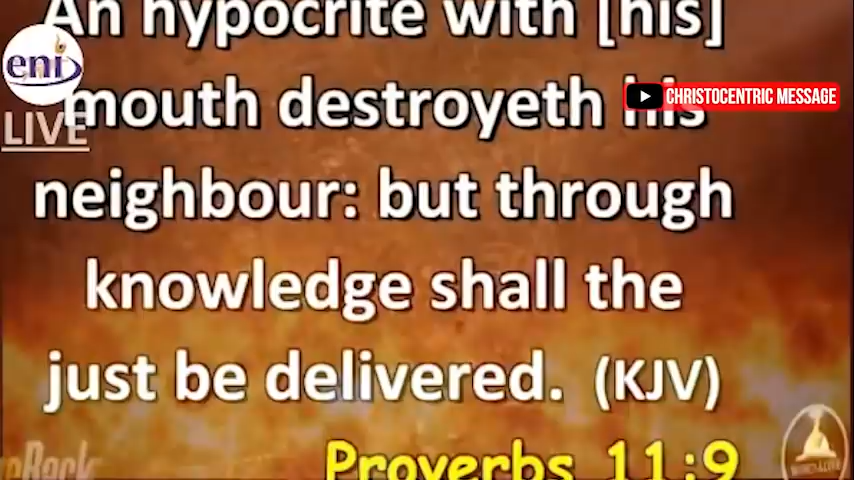 An hypocrite with [his]
eni
mouth destroyeth his
CHRISTOCENTRIC MESSAGE
LIVE
neighbour: but through
knowledge shall the
just be delivered. (KJV)
Proverbs 11:9